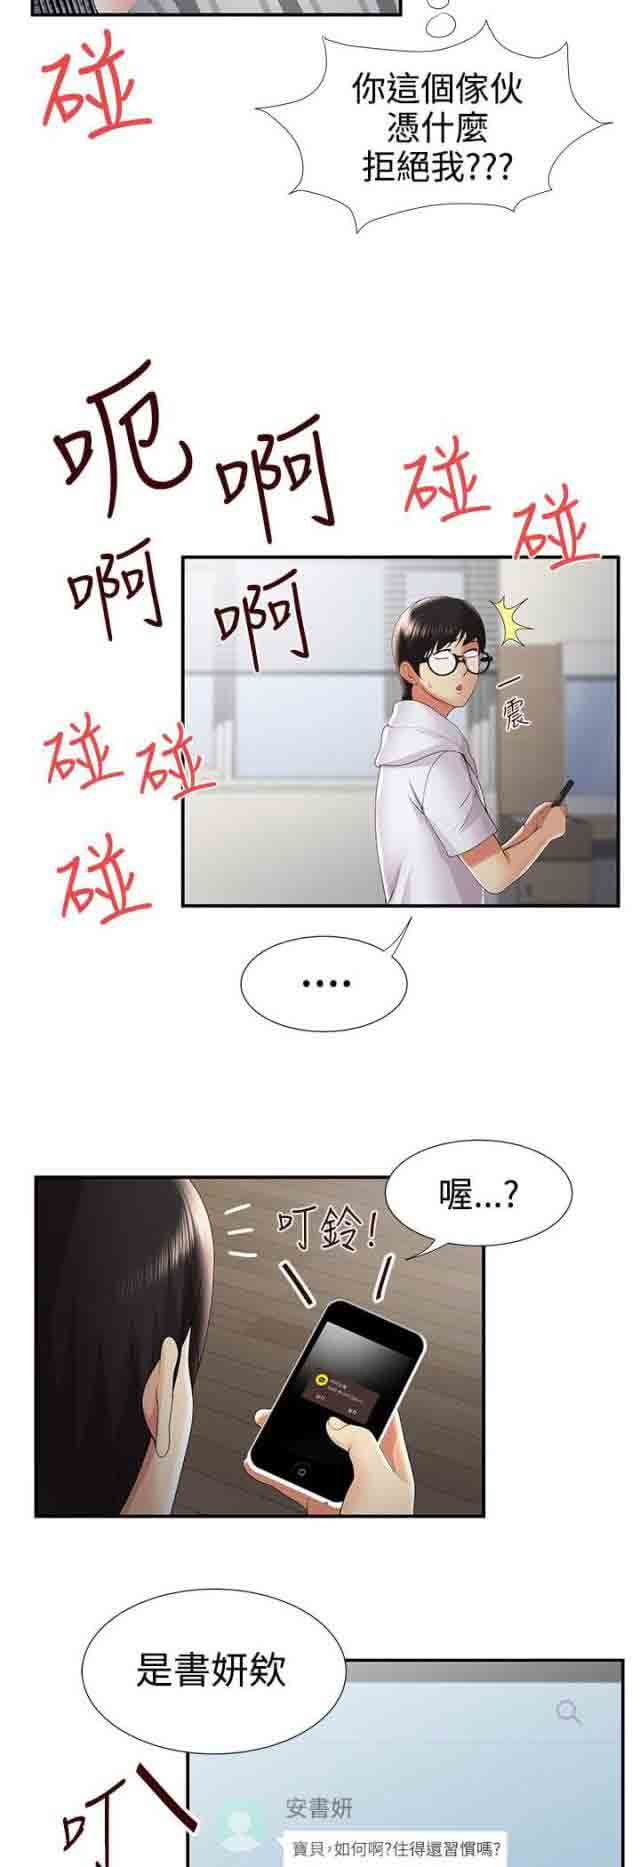 碰
你這個傢伙
憑什麼
拒絕我???
呃啊
啊啊
碰碰
一震
碰碰
碰
....
喔...?
叮鈴!
是書妍欸
叮
安書妍
寶貝,如何啊?住得還習慣嗎?